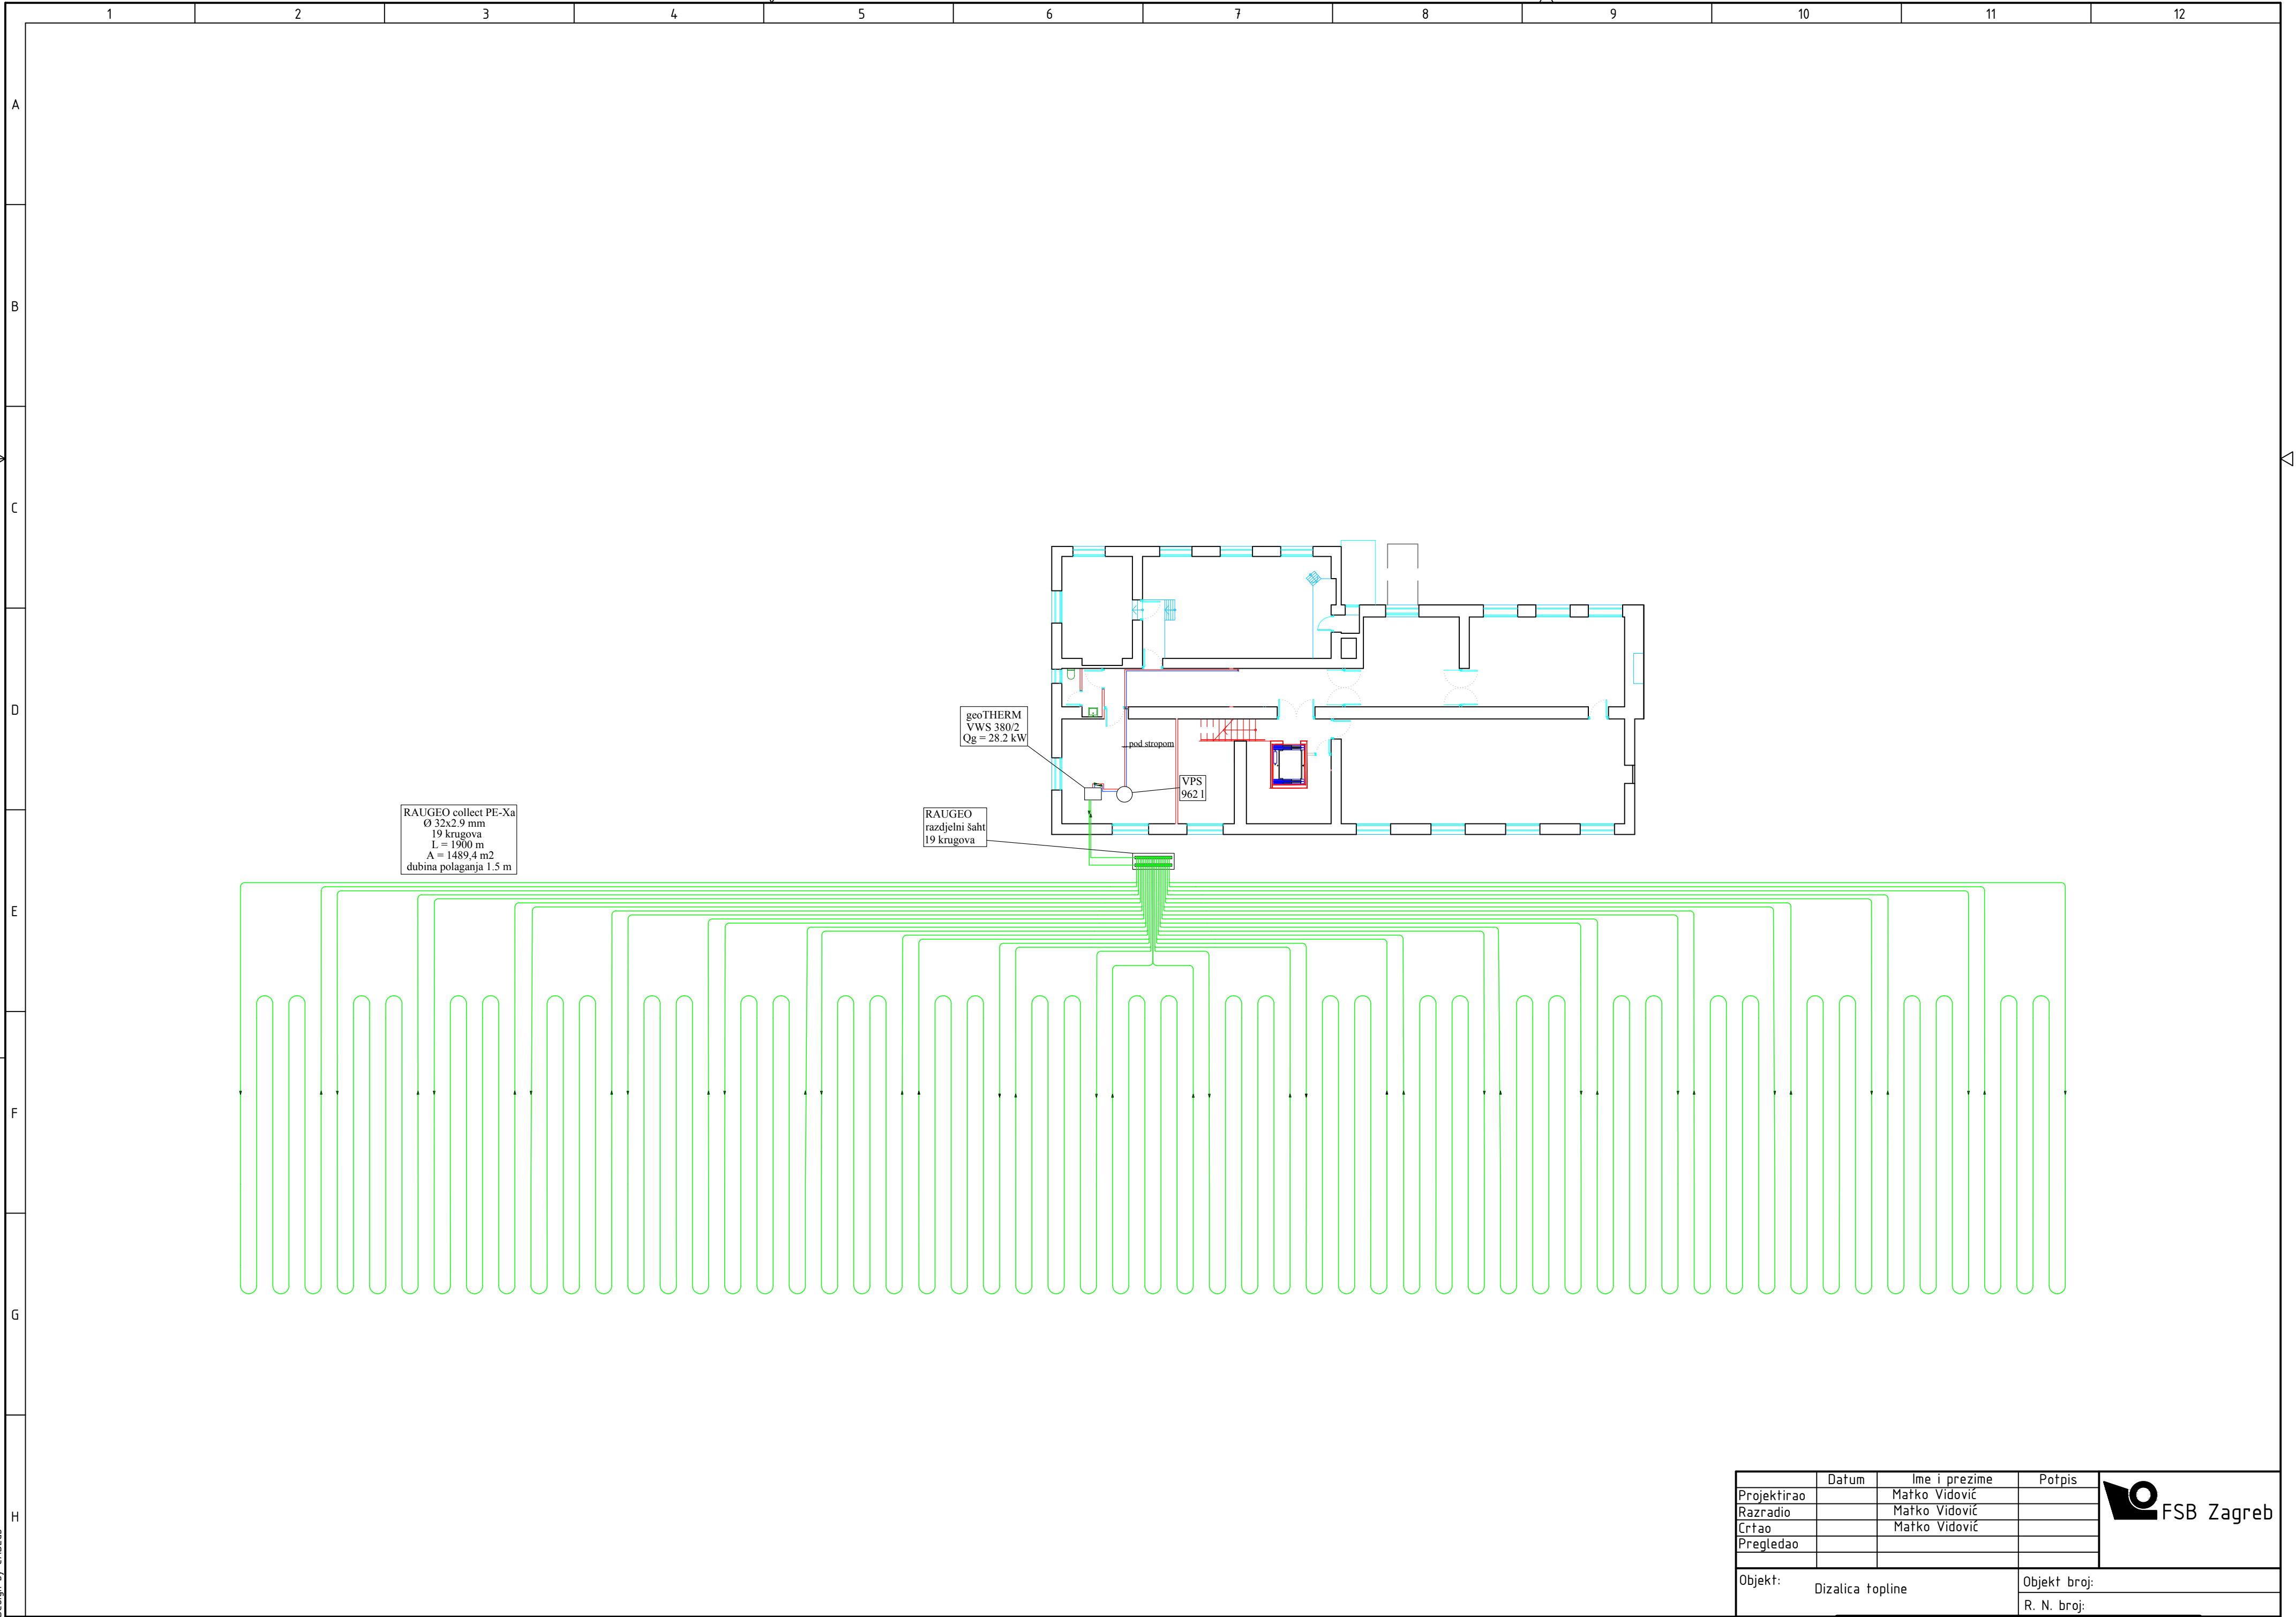 1 2 3 4 5 6 7 8 9 10 11 12
A
B
C
D
E
F
G
H
geoTHERM
VWS 380/2
Qg = 28.2 kW
pod stropom
VPS
962 l
RAUGEO collect PE-Xa
Ø 32x2.9 mm
19 krugova
L = 1900 m
A = 1489,4 m2
dubina polaganja 1.5 m
RAUGEO
razdjelni šaht
19 krugova
Datum Ime i prezime Potpis
Projektirao Matko Vidović
Razradio Matko Vidović
Crtao Matko Vidović
Pregledao
FSB Zagreb
Objekt: Dizalica topline
Objekt broj:
R. N. broj: